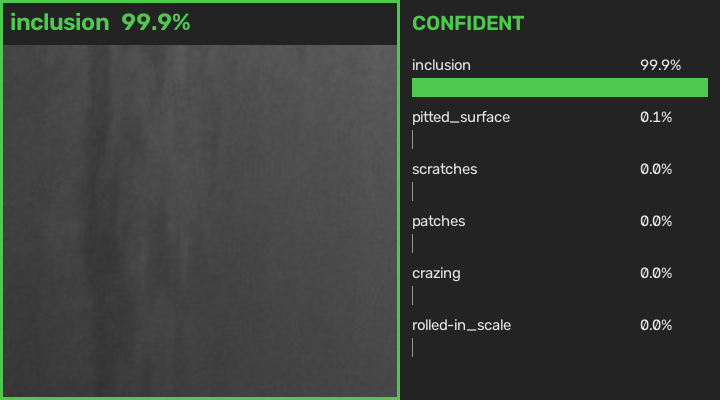 inclusion 99.9%
CONFIDENT
inclusion 99.9%
pitted_surface 0.1%
scratches 0.0%
patches 0.0%
crazing 0.0%
rolled-in_scale 0.0%